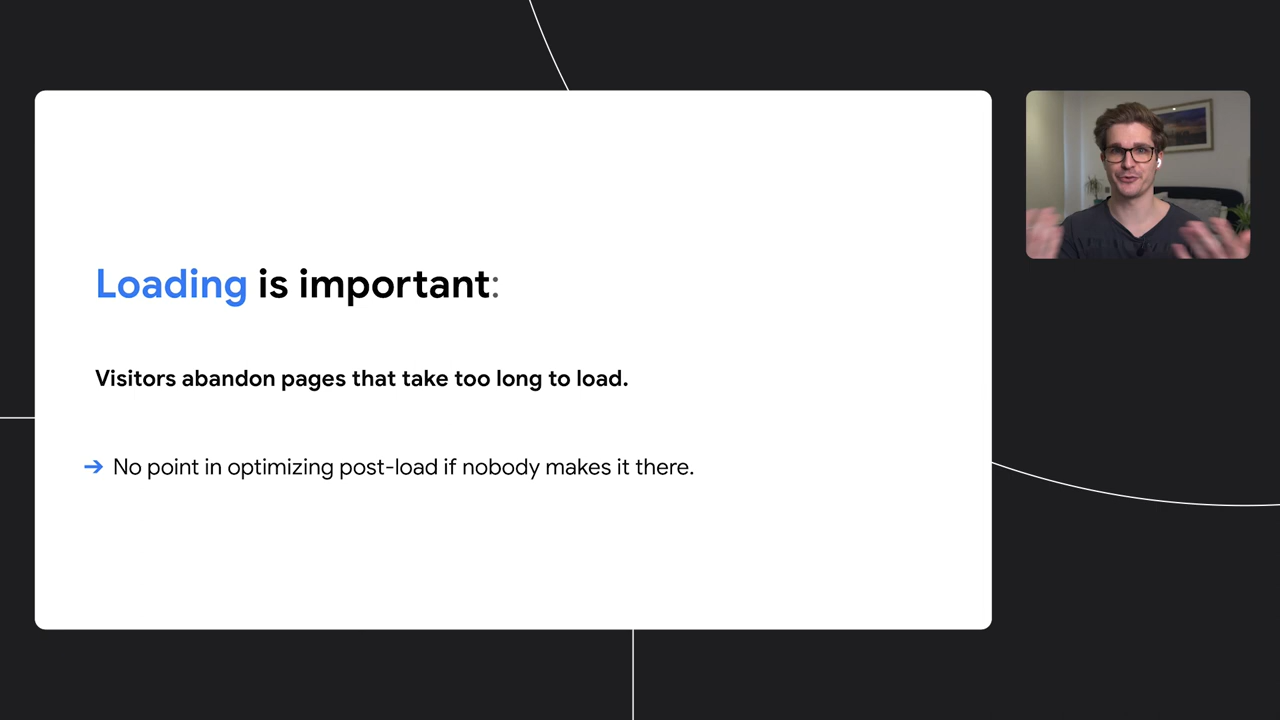 Loading is important:
Visitors abandon pages that take too long to load.
➔ No point in optimizing post-load if nobody makes it there.